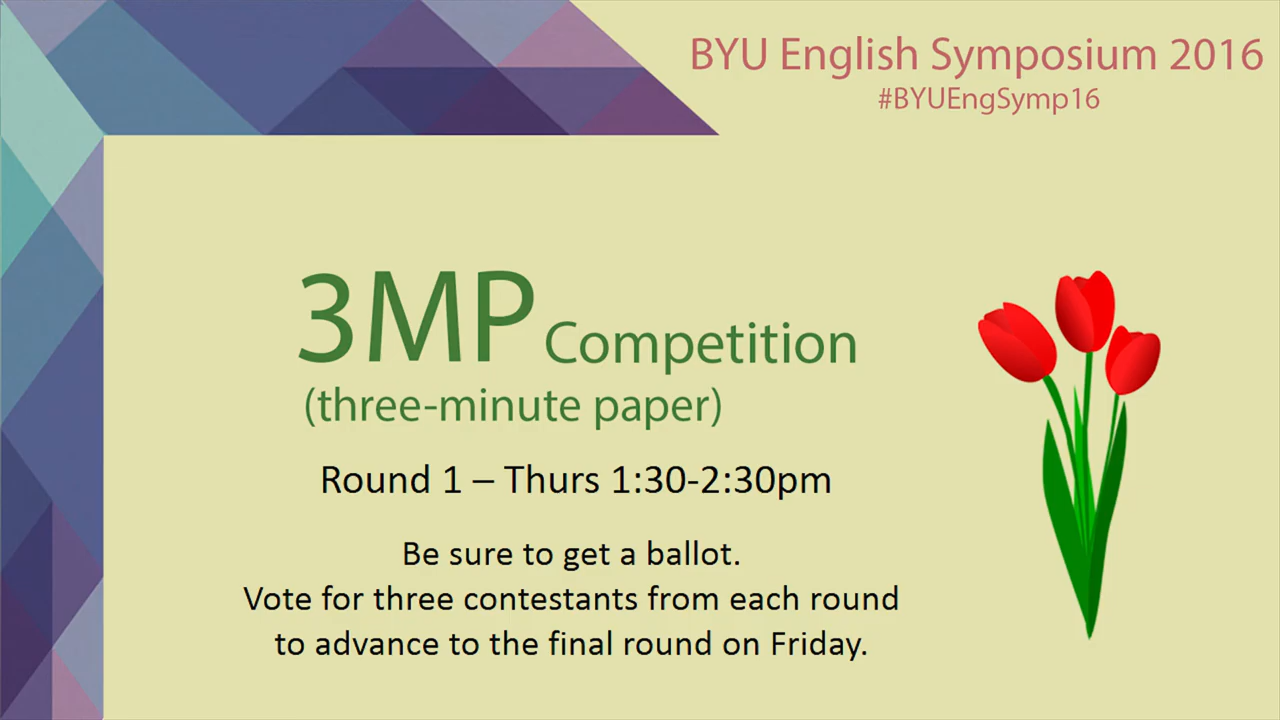 BYU English Symposium 2016
#BYUEngSymp16
3MP Competition
(three-minute paper)
Round 1 – Thurs 1:30-2:30pm
Be sure to get a ballot.
Vote for three contestants from each round
to advance to the final round on Friday.